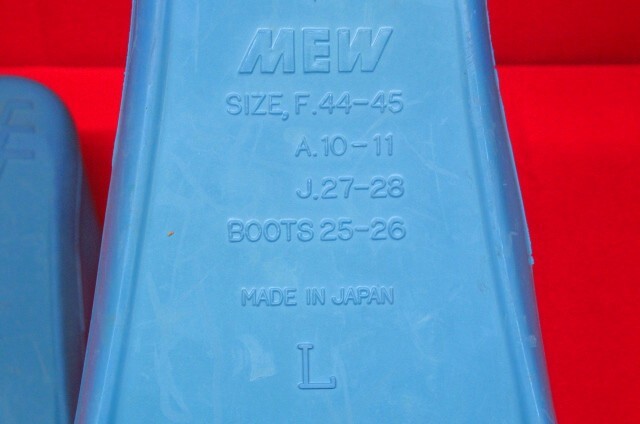 MEW
SIZE, F.44-45
A.10-11
J.27-28
BOOTS 25-26
MADE IN JAPAN
L